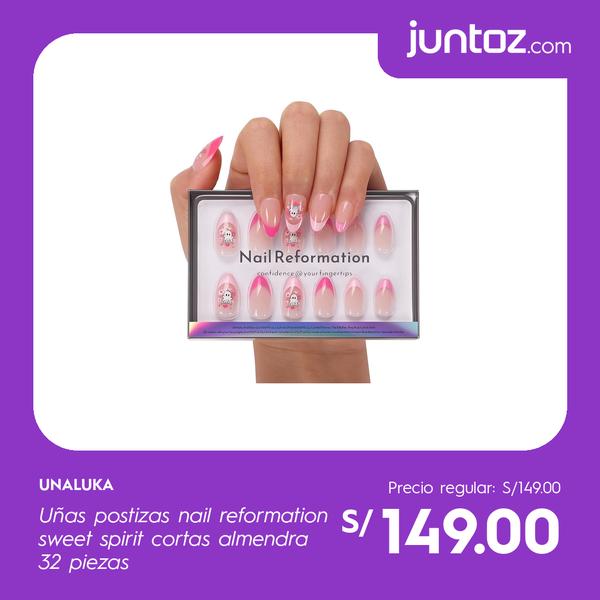 juntoz.com
Nail Reformation
confidence@yourfingertips
UNALUKA
Uñas postizas nail reformation
sweet spirit cortas almendra
32 piezas
Precio regular: S/149.00
S/149.00